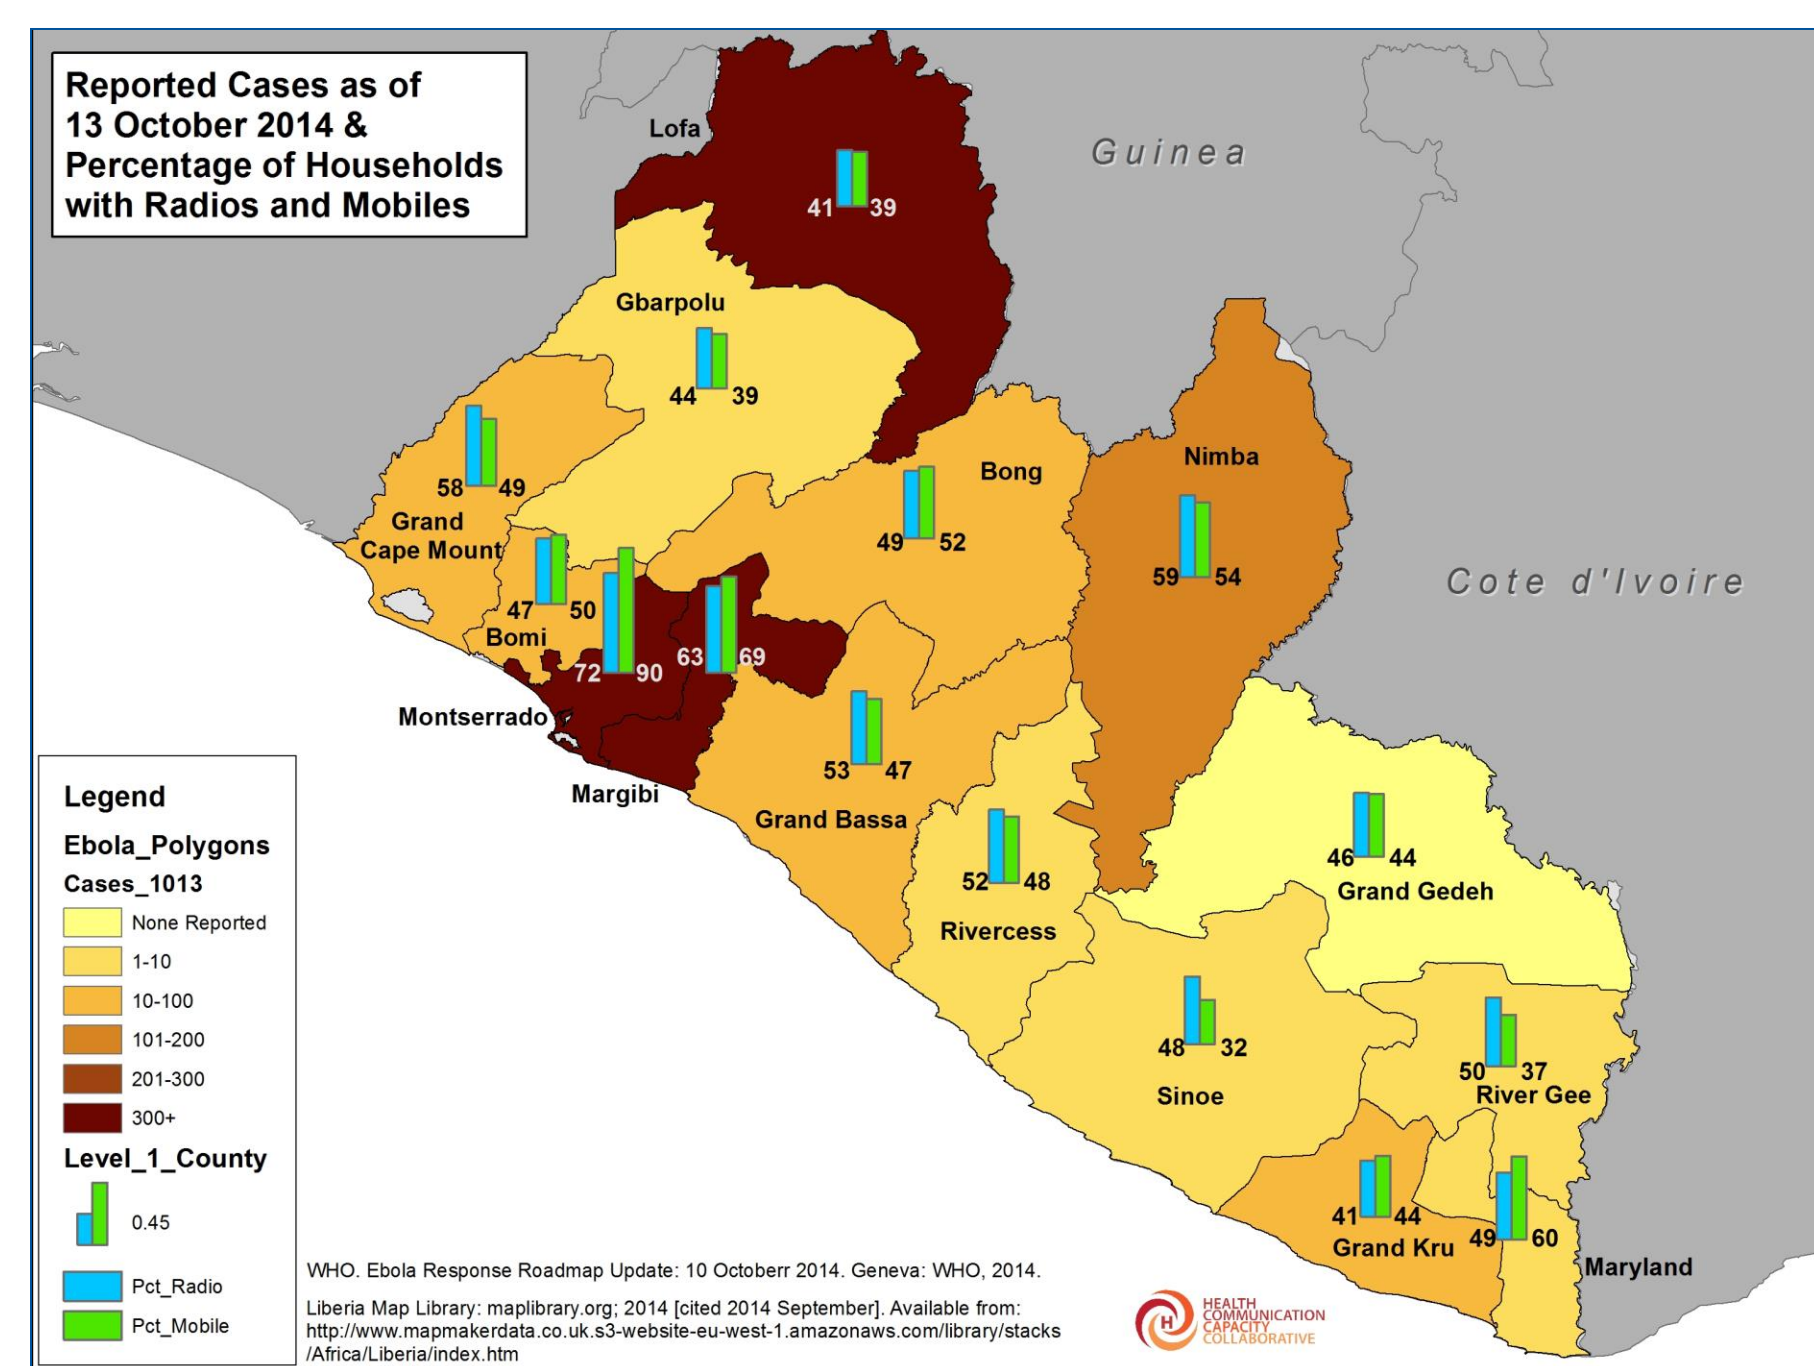 Reported Cases as of
13 October 2014 &
Percentage of Households
with Radios and Mobiles
Lofa
41 39
Guinea
Gbarpolu
44 39
58 49
Grand
Cape Mount
Bong
49 52
Nimba
59 54
Cote d'Ivoire
47 50
Bomi
72 90
63 69
Montserrado
Margibi
53 47
Grand Bassa
52 48
Rivercess
46 44
Grand Gedeh
48 32
Sinoe
50 37
River Gee
41 44
Grand Kru
49 60
Maryland
Legend
Ebola_Polygons
Cases_1013
None Reported
1-10
10-100
101-200
201-300
300+
Level_1_County
0.45
Pct_Radio
Pct_Mobile
WHO. Ebola Response Roadmap Update: 10 Octoberr 2014. Geneva: WHO, 2014.
Liberia Map Library: maplibrary.org; 2014 [cited 2014 September]. Available from:
http://www.mapmakerdata.co.uk.s3-website-eu-west-1.amazonaws.com/library/stacks
/Africa/Liberia/index.htm
H
HEALTH
COMMUNICATION
CAPACITY
COLLABORATIVE